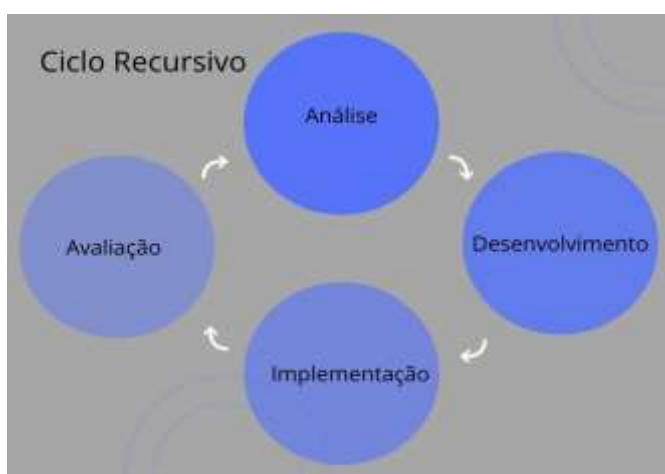 Ciclo Recursivo
Análise
Desenvolvimento
Implementação
Avaliação